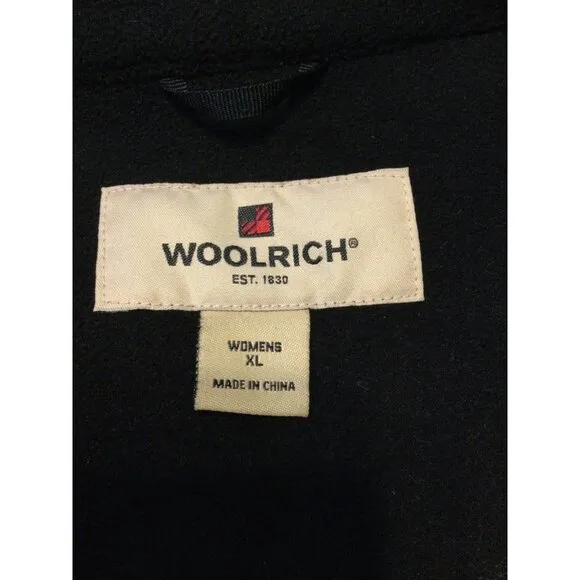 WOOLRICH®
EST. 1830
WOMENS
XL
MADE IN CHINA